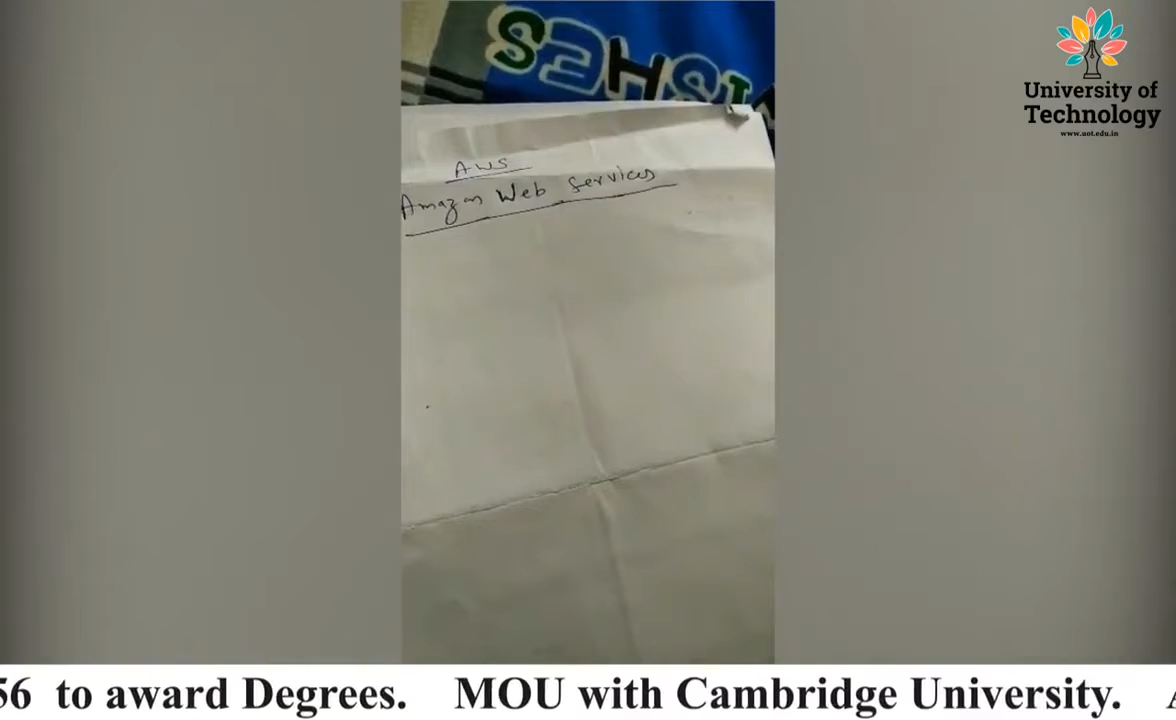 ISHES
University of
Technology
www.uot.edu.in
AWS
Amazon Web Services
56 to award Degrees. MOU with Cambridge University.